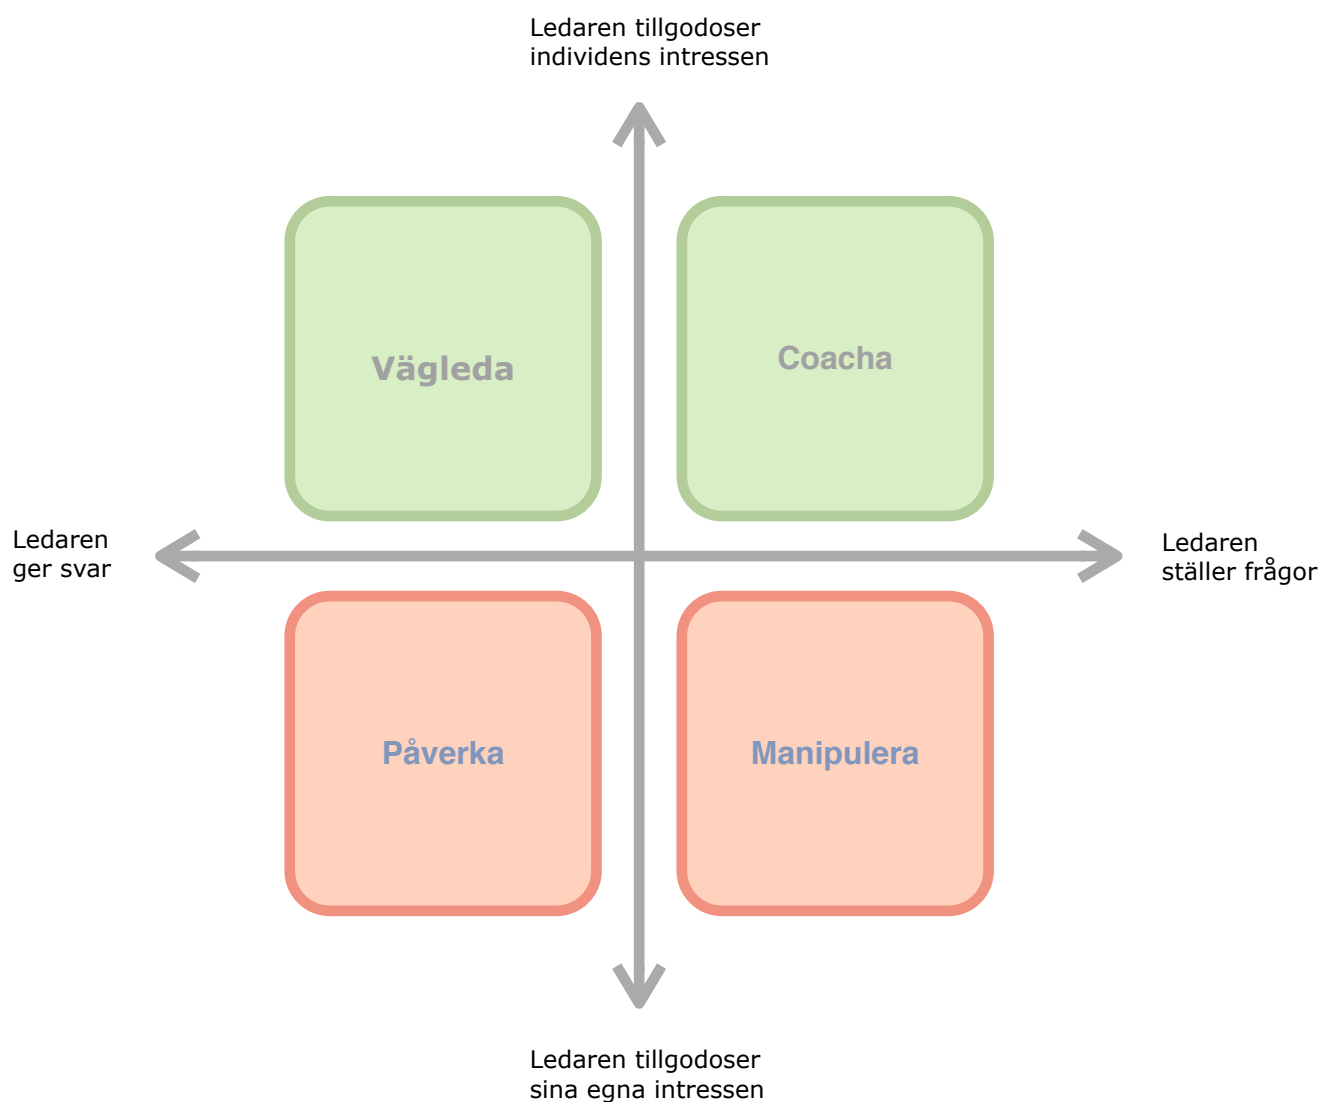 Ledaren tillgodoser
individens intressen
Vägleda
Coacha
Ledaren
ger svar
Ledaren
ställer frågor
Påverka
Manipulera
Ledaren tillgodoser
sina egna intressen